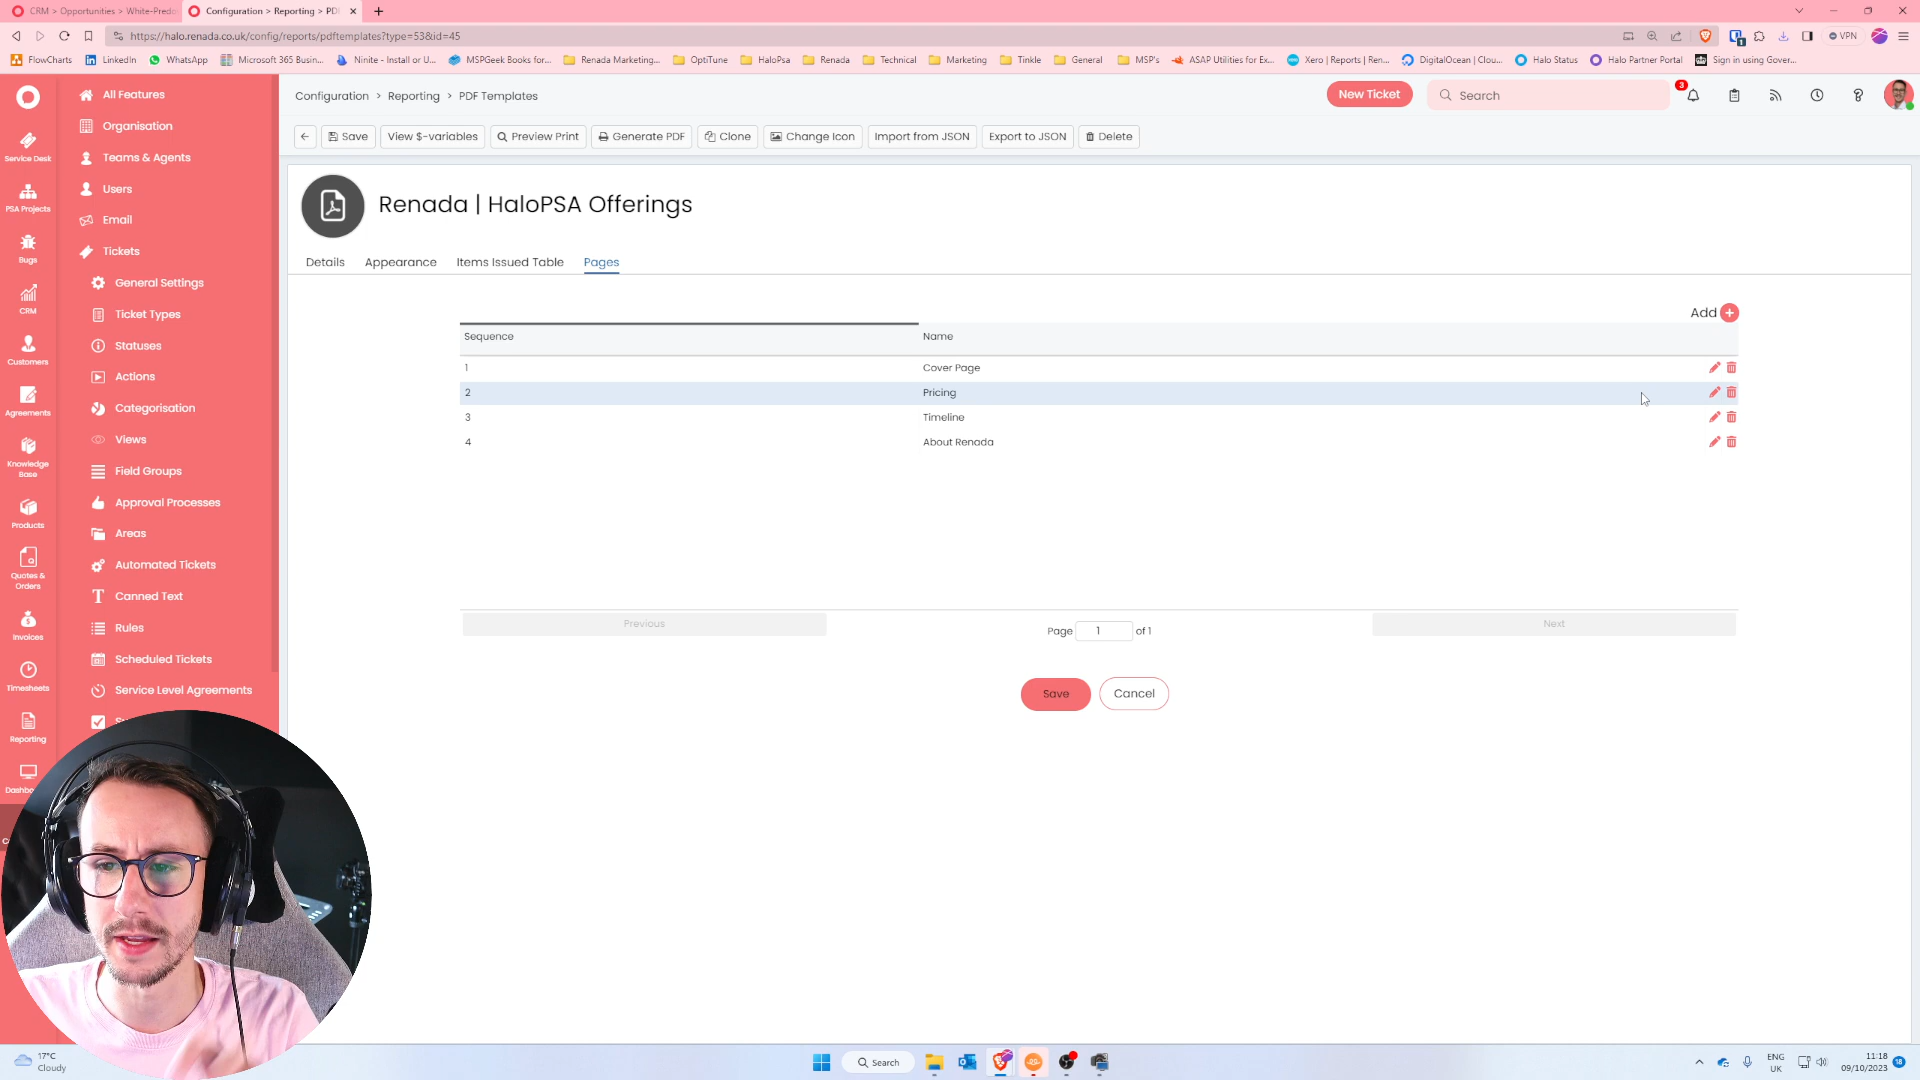 CRM > Opportunities > White-Predo
Configuration > Reporting > PD
https://halo.renada.co.uk/config/reports/pdftemplates?type=53&id=45
VPN
FlowCharts
LinkedIn
WhatsApp
Microsoft 365 Busin...
Ninite - Install or U...
MSPGeek Books for...
Renada Marketing...
OptiTune
HaloPsa
Renada
Technical
Marketing
Tinkle
General
MSP's
ASAP Utilities for Ex...
Xero | Reports | Ren...
DigitalOcean | Clou...
Halo Status
Halo Partner Portal
Sign in using Gover...
Service Desk
PSA Projects
Bugs
CRM
Customers
Agreements
Knowledge
Base
Products
Quotes &
Orders
Invoices
Timesheets
Reporting
All Features
Organisation
Teams & Agents
Users
Email
Tickets
General Settings
Ticket Types
Statuses
Actions
Categorisation
Views
Field Groups
Approval Processes
Areas
Automated Tickets
Canned Text
Rules
Scheduled Tickets
Service Level Agreements
Configuration > Reporting > PDF Templates
New Ticket
Search
3
Save
View $-variables
Preview Print
Generate PDF
Clone
Change Icon
Import from JSON
Export to JSON
Delete
Renada | HaloPSA Offerings
Details
Appearance
Items Issued Table
Pages
Add
Sequence
Name
1 Cover Page
2 Pricing
3 Timeline
4 About Renada
Previous
Page 1 of 1
Next
Save
Cancel
17°C
Cloudy
Search
ENG
UK
11:18
09/10/2023
18